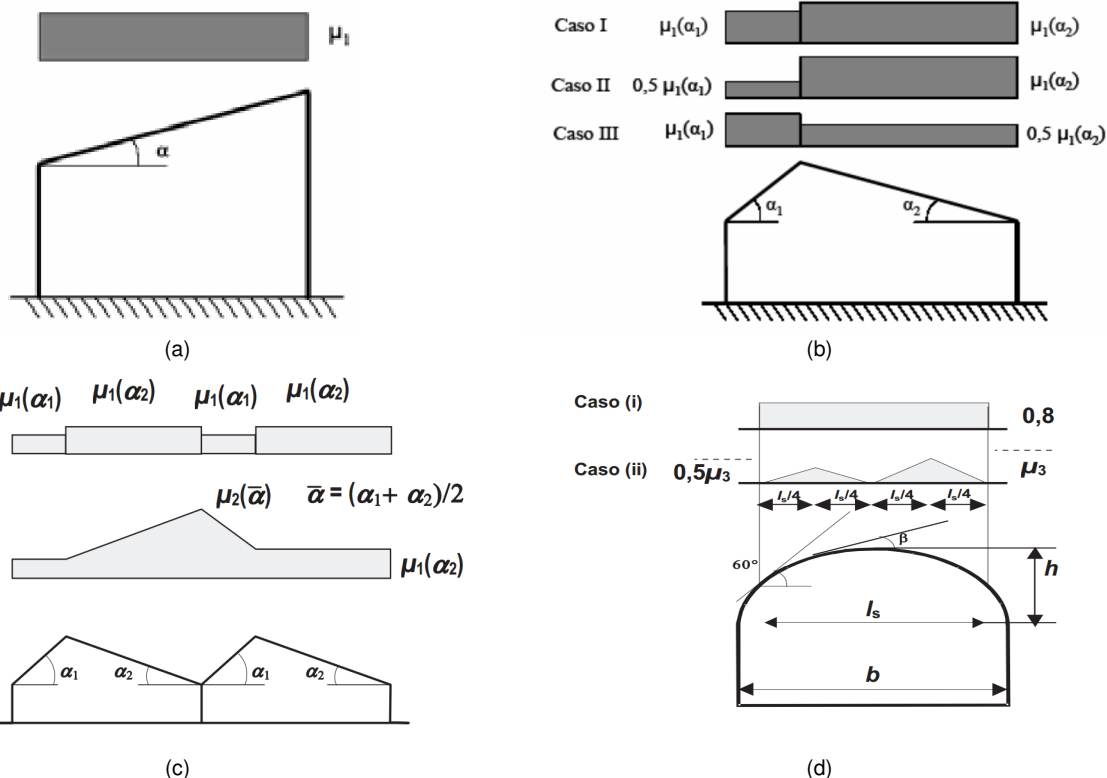 μ₁
α
(a)
Caso I μ₁(α₁) μ₁(α₂)
Caso II 0,5 μ₁(α₁) μ₁(α₂)
Caso III μ₁(α₁) 0,5 μ₁(α₂)
α₁ α₂
(b)
μ₁(α₁) μ₁(α₂) μ₁(α₁) μ₁(α₂)
μ₂(α̅) α̅ = (α₁+ α₂)/2
μ₁(α₂)
α₁ α₂ α₁ α₂
(c)
Caso (i) 0,8
Caso (ii) 0,5μ₃ μ₃
lₛ/4 lₛ/4 lₛ/4 lₛ/4
β
60° h
lₛ
b
(d)